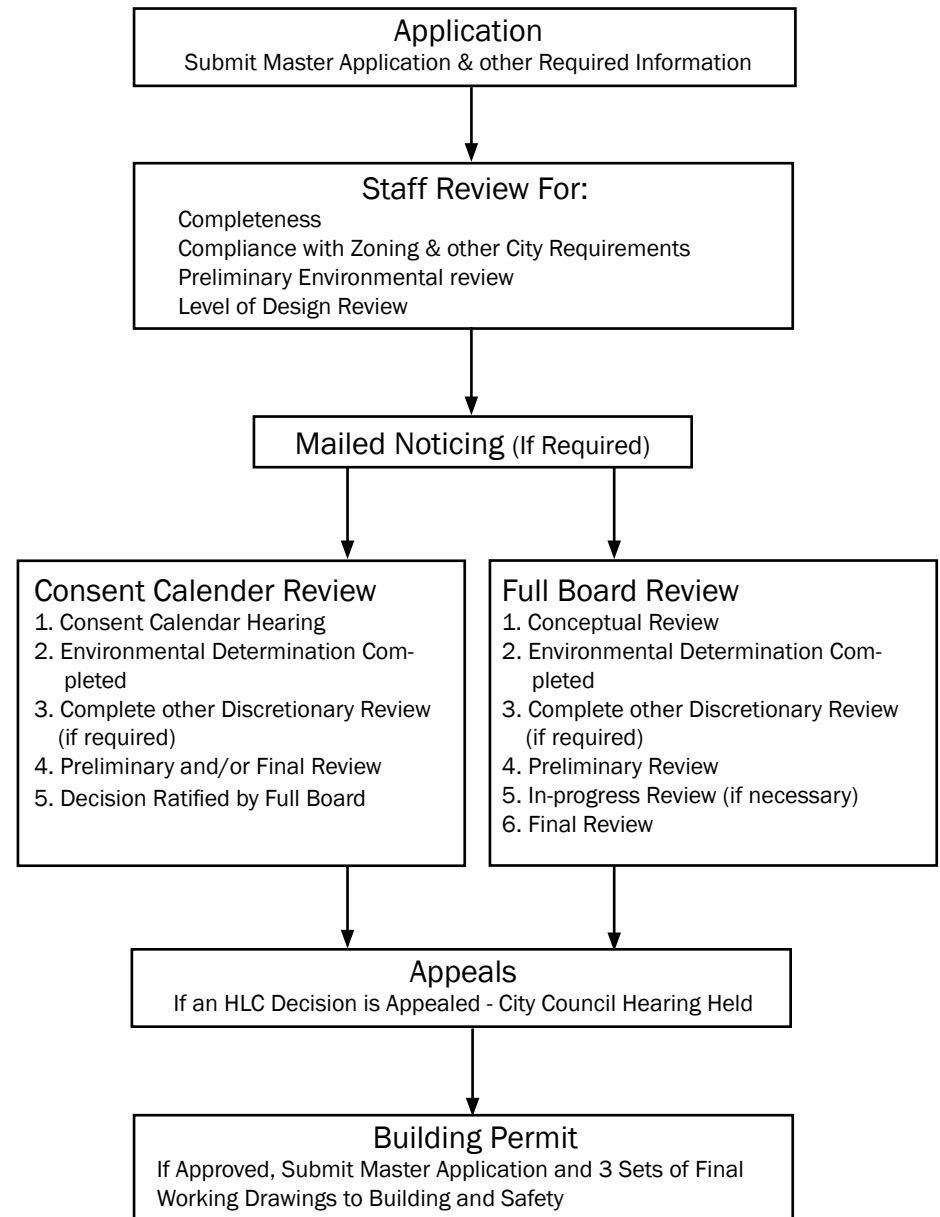 Application
Submit Master Application & other Required Information
Staff Review For:
Completeness
Compliance with Zoning & other City Requirements
Preliminary Environmental review
Level of Design Review
Mailed Noticing (If Required)
Consent Calender Review
1. Consent Calendar Hearing
2. Environmental Determination Com-
pleted
3. Complete other Discretionary Review
(if required)
4. Preliminary and/or Final Review
5. Decision Ratified by Full Board
Full Board Review
1. Conceptual Review
2. Environmental Determination Com-
pleted
3. Complete other Discretionary Review
(if required)
4. Preliminary Review
5. In-progress Review (if necessary)
6. Final Review
Appeals
If an HLC Decision is Appealed - City Council Hearing Held
Building Permit
If Approved, Submit Master Application and 3 Sets of Final
Working Drawings to Building and Safety